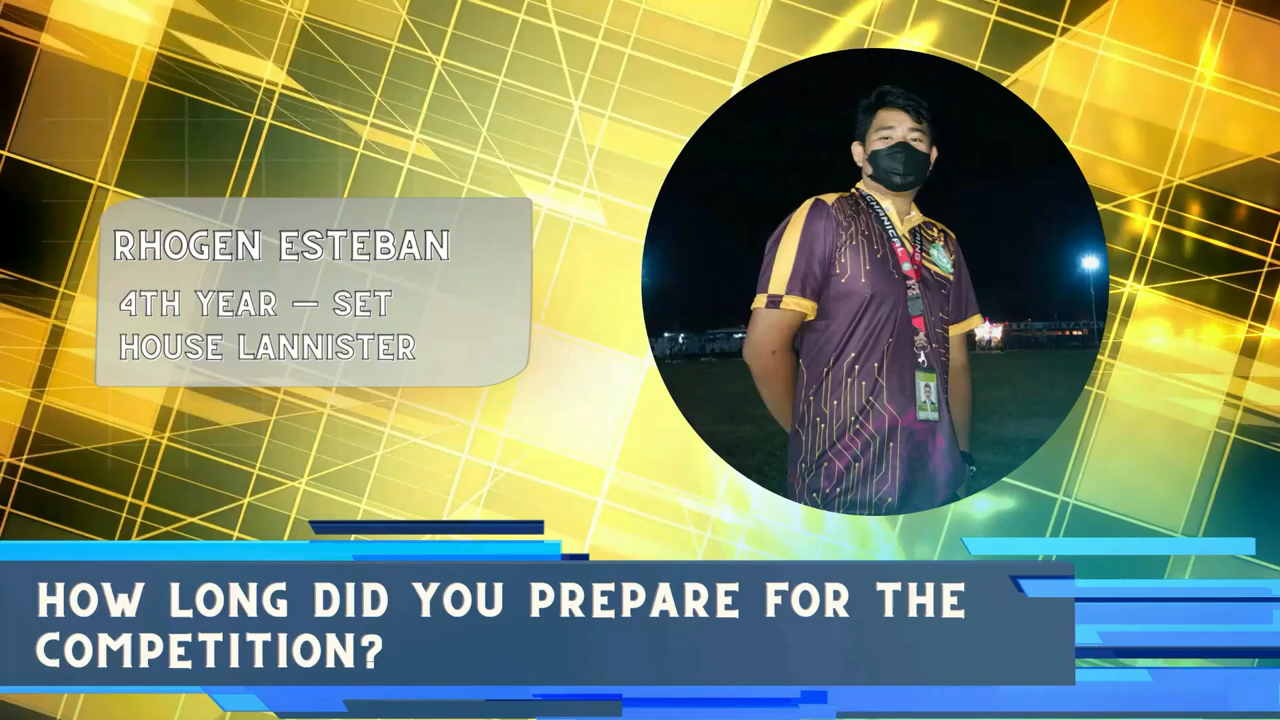 RHOGEN ESTEBAN
4TH YEAR — SET
HOUSE LANNISTER
HOW LONG DID YOU PREPARE FOR THE
COMPETITION?